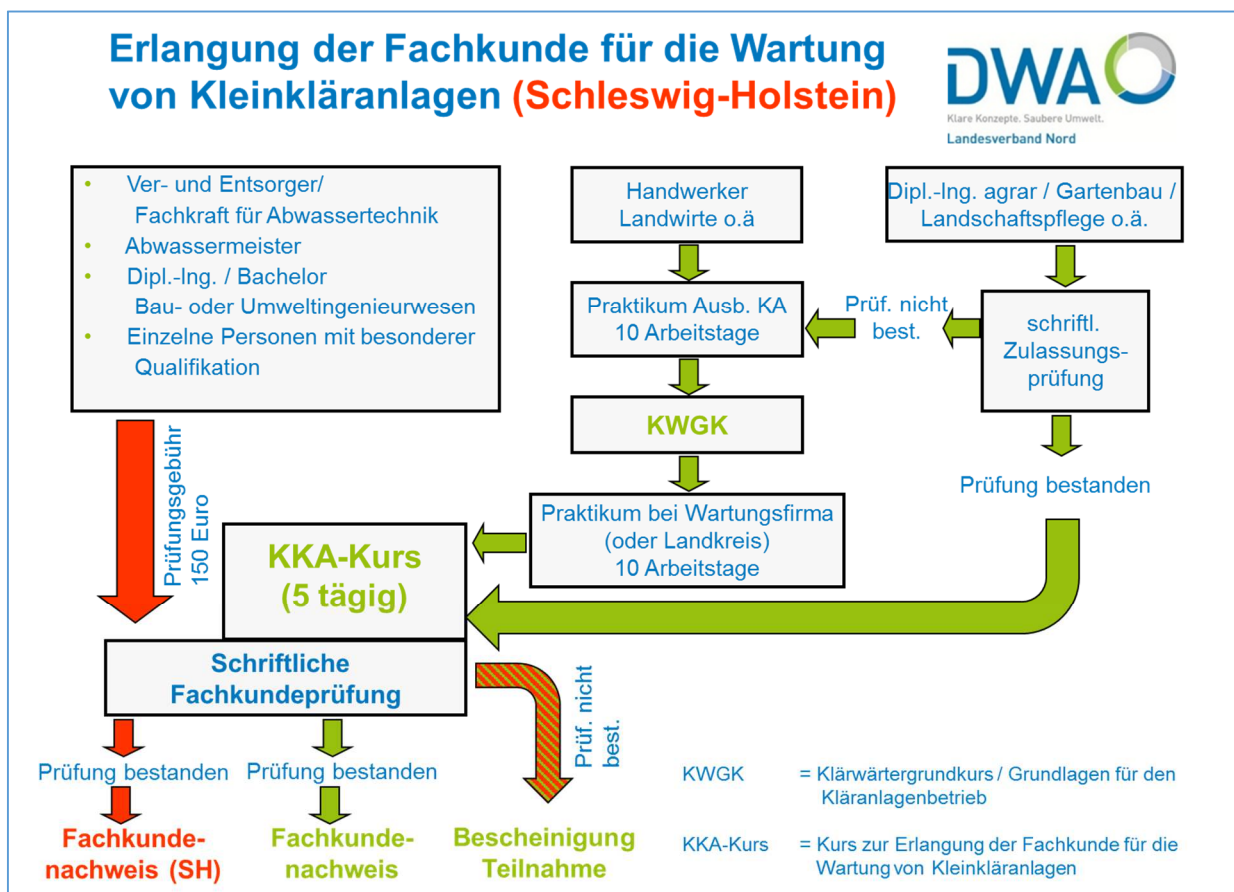 Erlangung der Fachkunde für die Wartung
von Kleinkläranlagen (Schleswig-Holstein)
DWA
Klare Konzepte. Saubere Umwelt.
Landesverband Nord
• Ver- und Entsorger/
Fachkraft für Abwassertechnik
• Abwassermeister
• Dipl.-Ing. / Bachelor
Bau- oder Umweltingenieurwesen
• Einzelne Personen mit besonderer
Qualifikation
Handwerker
Landwirte o.ä
Dipl.-Ing. agrar / Gartenbau /
Landschaftspflege o.ä.
Praktikum Ausb. KA
10 Arbeitstage
Prüf. nicht
best.
schriftl.
Zulassungs-
prüfung
KWGK
Prüfung bestanden
Praktikum bei Wartungsfirma
(oder Landkreis)
10 Arbeitstage
Prüfungsgebühr
150 Euro
KKA-Kurs
(5 tägig)
Schriftliche
Fachkundeprüfung
Prüf. nicht
best.
Prüfung bestanden
Prüfung bestanden
Fachkunde-
nachweis (SH)
Fachkunde-
nachweis
Bescheinigung
Teilnahme
KWGK = Klärwärtergrundkurs / Grundlagen für den
Kläranlagenbetrieb
KKA-Kurs = Kurs zur Erlangung der Fachkunde für die
Wartung von Kleinkläranlagen